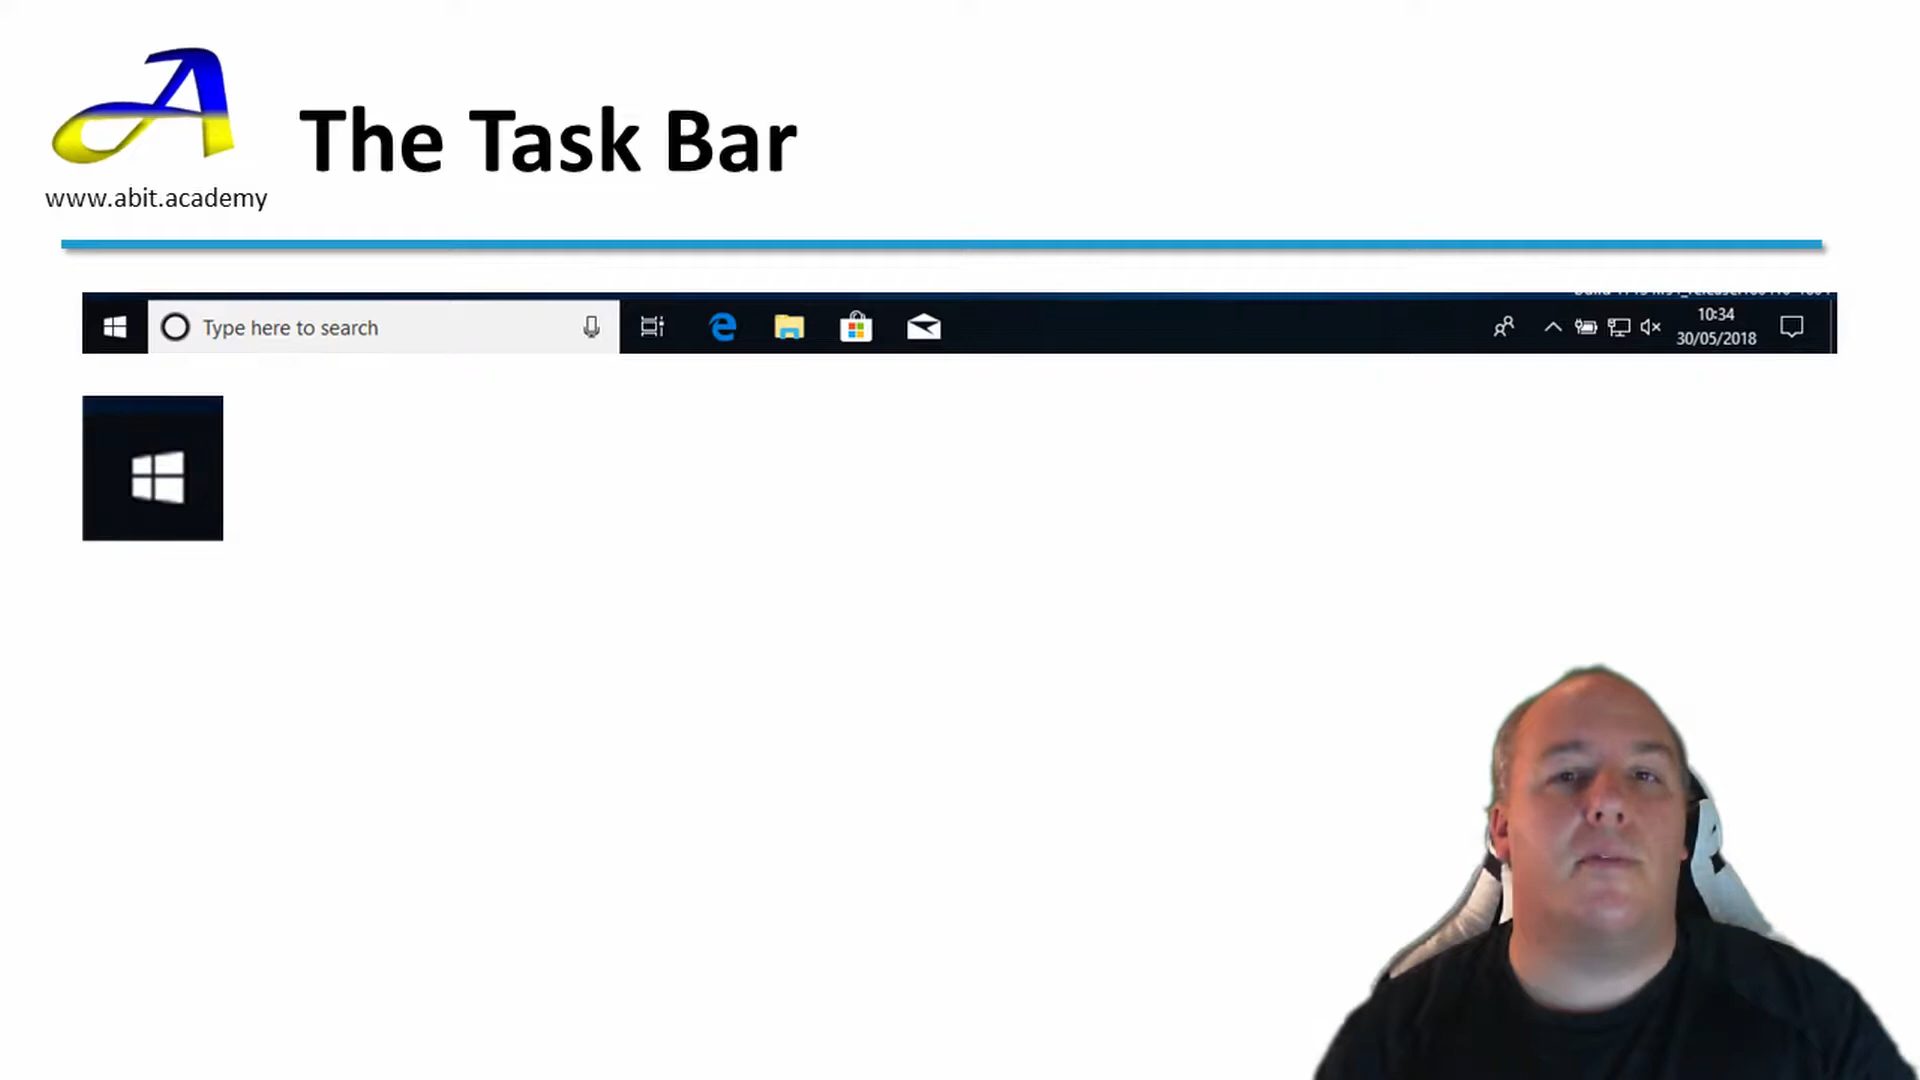 The Task Bar
www.abit.academy
Type here to search
10:34
30/05/2018